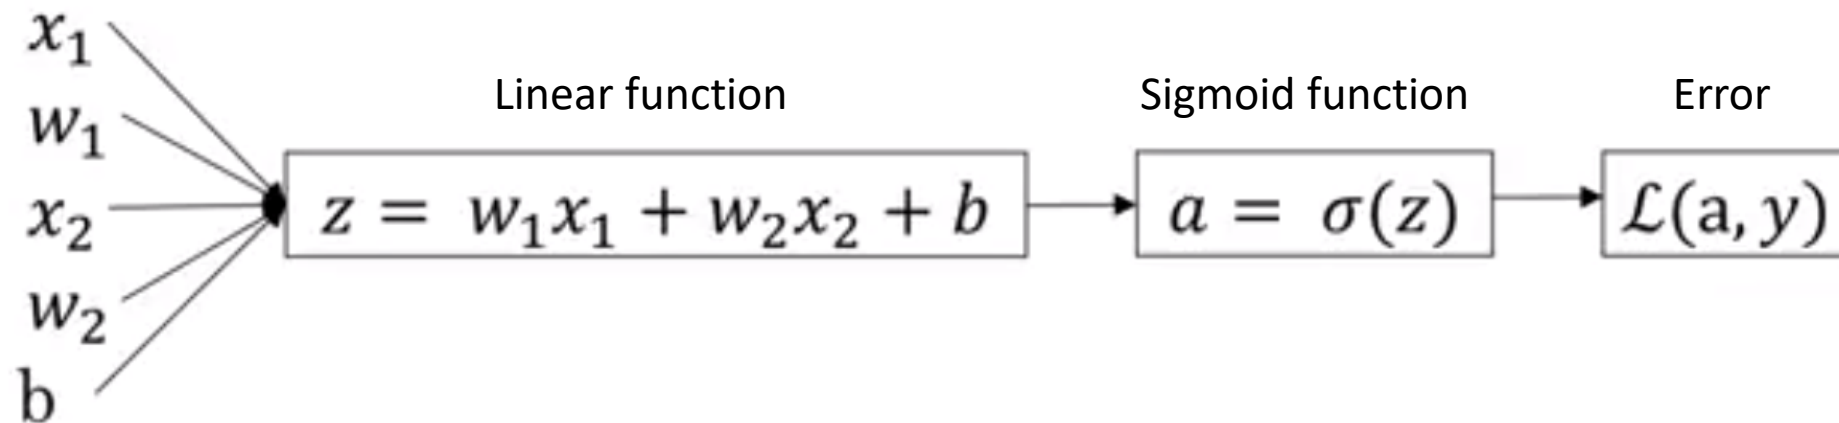 x₁
w₁
x₂
w₂
b
Linear function
z = w₁x₁ + w₂x₂ + b
Sigmoid function
a = σ(z)
Error
ℒ(a, y)